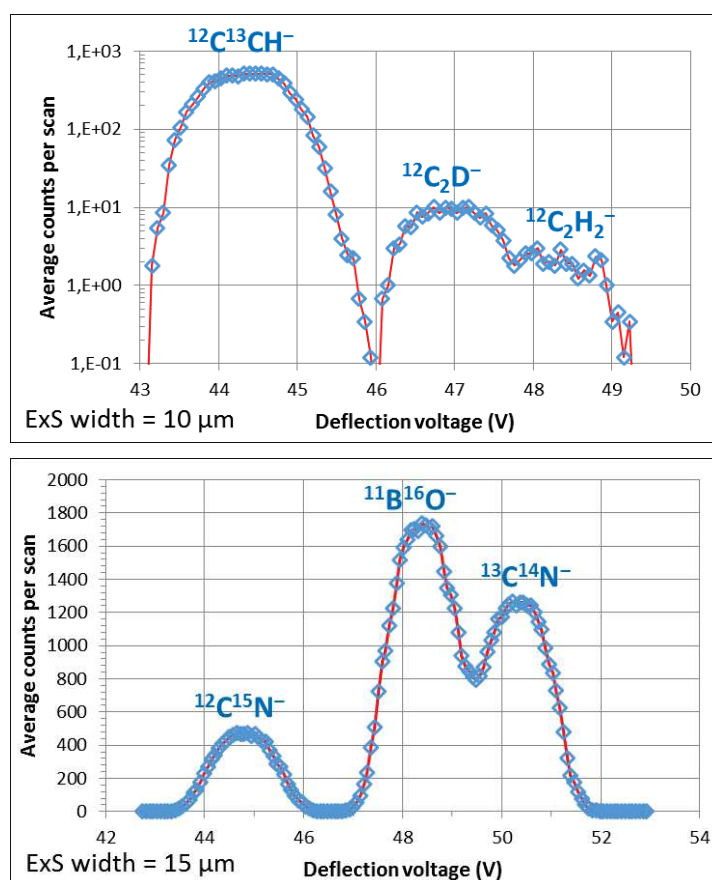 ¹²C¹³CH⁻
1,E+03
1,E+02
¹²C₂D⁻
1,E+01
¹²C₂H₂⁻
1,E+00
1,E-01
Average counts per scan
43 44 45 46 47 48 49 50
ExS width = 10 µm
Deflection voltage (V)
2000
¹¹B¹⁶O⁻
1800
1600
¹³C¹⁴N⁻
1400
1200
1000
800
¹²C¹⁵N⁻
600
400
200
0
Average counts per scan
42 44 46 48 50 52 54
ExS width = 15 µm
Deflection voltage (V)